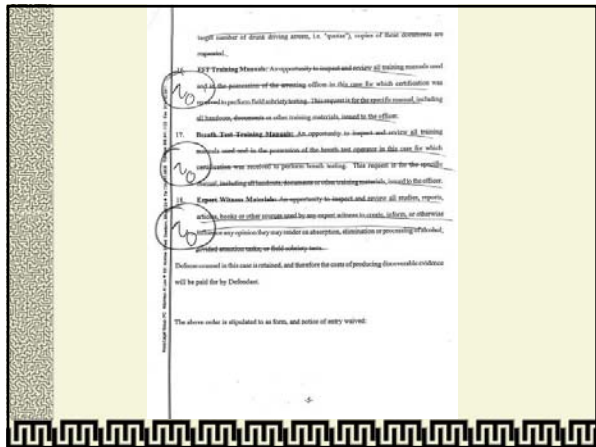 target number of drunk driving arrests, i.e. "quotas"), copies of these documents are
requested.
16. FST Training Manuals: An opportunity to inspect and review all training manuals used
and in the possession of the arresting officer in this case for which certification was
received to perform field sobriety testing. This request is for the specific manual, including
all handouts, documents or other training materials, issued to the officer.
NO
17. Breath Test Training Manuals: An opportunity to inspect and review all training
manuals used and in the possession of the breath test operator in this case for which
certification was received to perform breath testing. This request is for the specific
manual, including all handouts, documents or other training materials, issued to the officer.
NO
18. Expert Witness Materials: An opportunity to inspect and review all studies, reports,
articles, books or other sources used by any expert witness to create, inform, or otherwise
influence any opinion they may render on absorption, elimination or processing of alcohol,
divided attention tasks, or field sobriety tests.
NO
Defense counsel in this case is retained, and therefore the costs of producing discoverable evidence
will be paid for by Defendant.
The above order is stipulated to as form, and notice of entry waived:
-5-